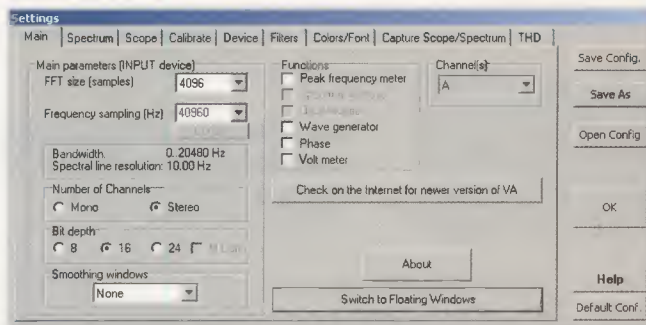 Settings
Main Spectrum Scope Calibrate Device Filters Colors/Font Capture Scope/Spectrum THD
Main parameters (INPUT device)
FFT size (samples) 4096
Frequency sampling (Hz) 40960
Bandwidth: 0. 20480 Hz
Spectral line resolution: 10.00 Hz
Number of Channels
Mono Stereo
Bit depth
8 16 24
Smoothing windows
None
Functions
Peak frequency meter
Wave generator
Phase
Volt meter
Channel(s)
A
Check on the Internet for newer version of VA
About
Switch to Floating Windows
Save Config.
Save As
Open Config
OK
Help
Default Conf.